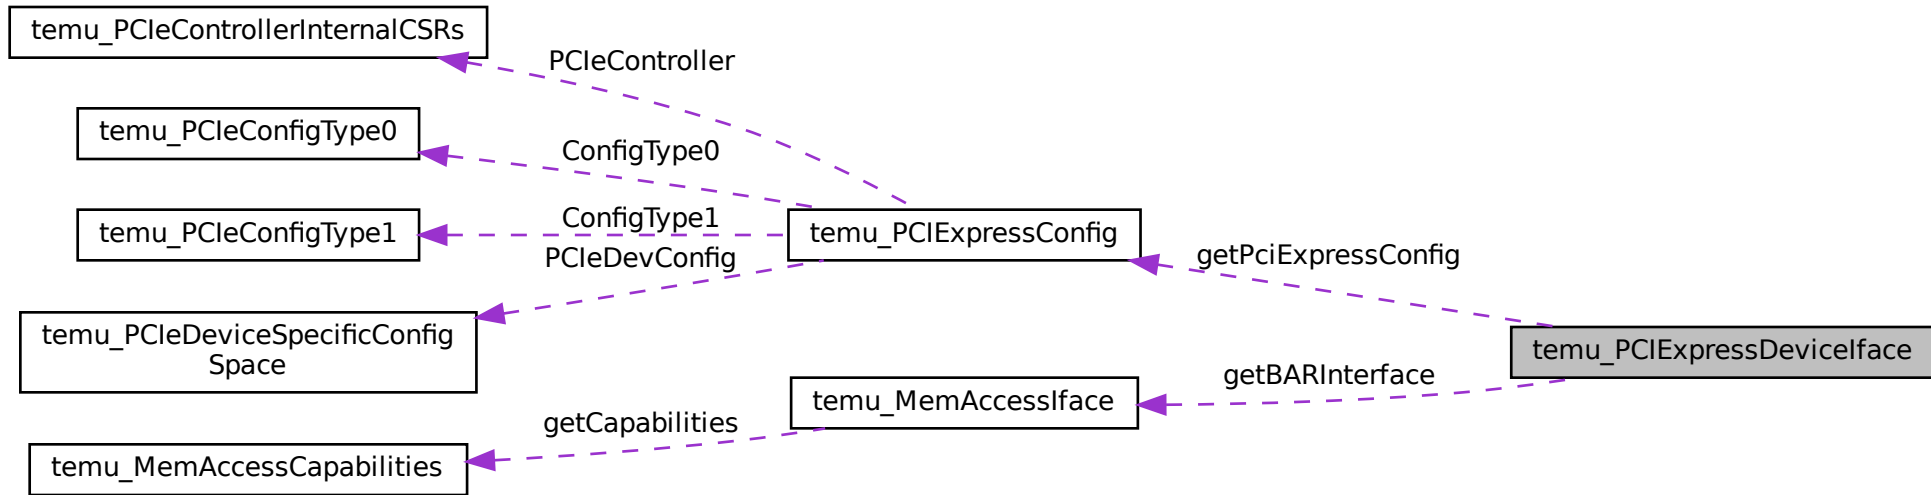 temu_PCIeControllerInternalCSRs
PCIeController
temu_PCIeConfigType0
ConfigType0
temu_PCIeConfigType1
ConfigType1
temu_PCIExpressConfig
PCIeDevConfig
getPciExpressConfig
temu_PCIeDeviceSpecificConfig
Space
temu_PCIExpressDeviceIface
getBARInterface
temu_MemAccessIface
getCapabilities
temu_MemAccessCapabilities